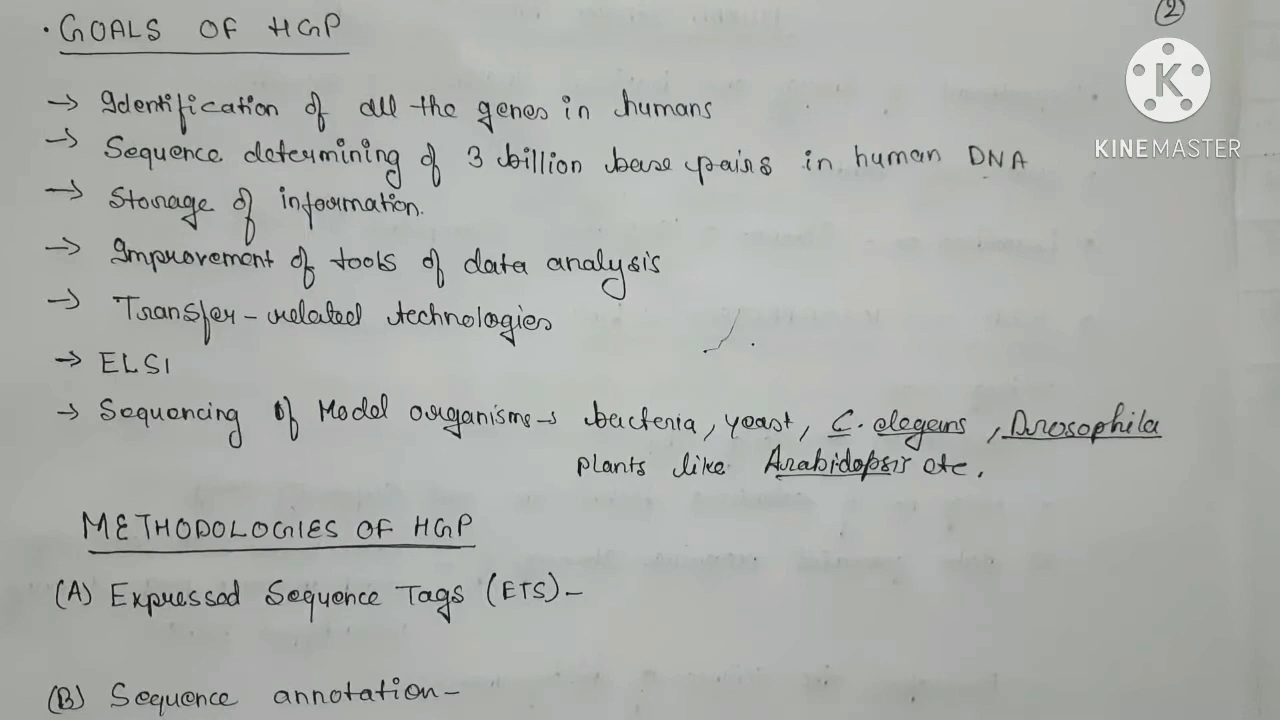 (2)
· GOALS OF HGP
K
KINEMASTER
→ Identification of all the genes in humans
→ Sequence determining of 3 billion base pairs in human DNA
→ Storage of information.
→ Improvement of tools of data analysis
→ Transfer - related technologies
→ ELSI
→ Sequencing of Model organisms → bacteria, yeast, C. elegans, Drosophila
plants like Arabidopsis etc.
METHODOLOGIES OF HGP
(A) Expressed Sequence Tags (ETS) -
(B) Sequence annotation -